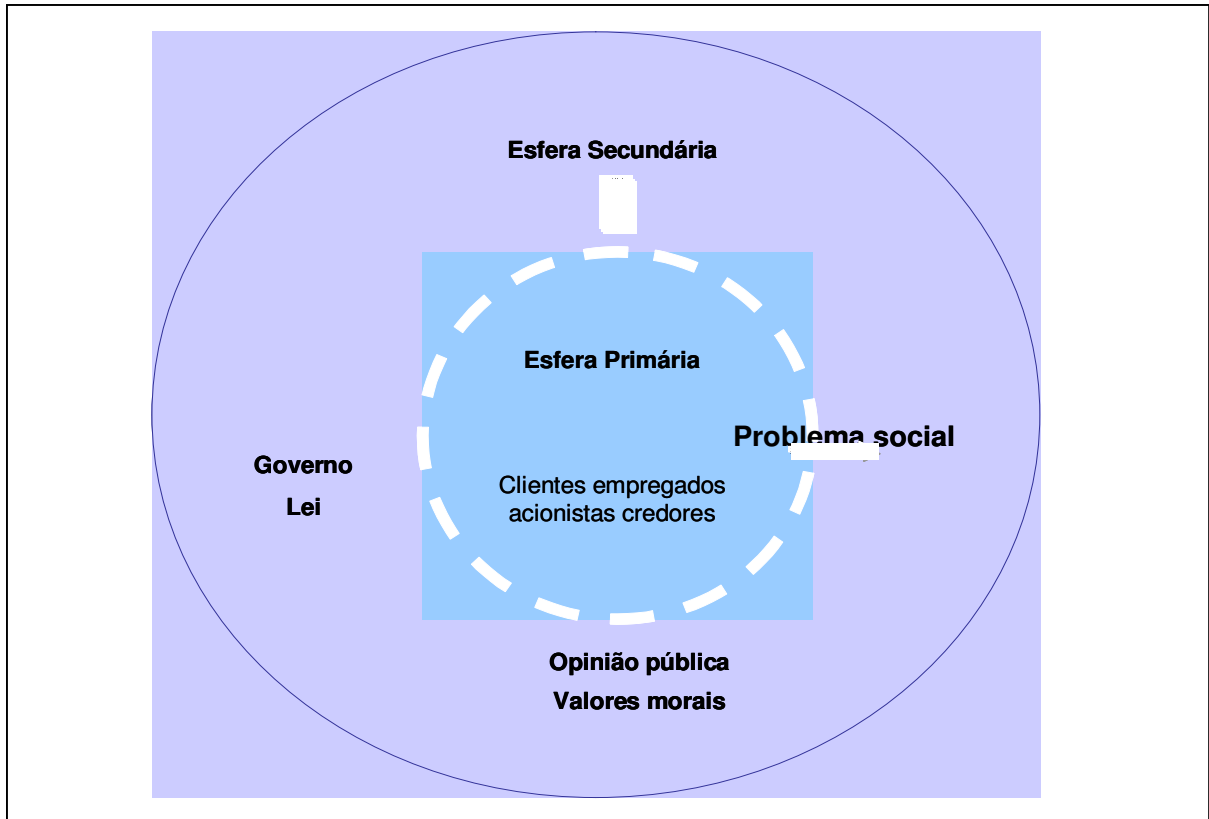 Esfera Secundária
Esfera Primária
Problema social
Governo
Lei
Clientes empregados
acionistas credores
Opinião pública
Valores morais